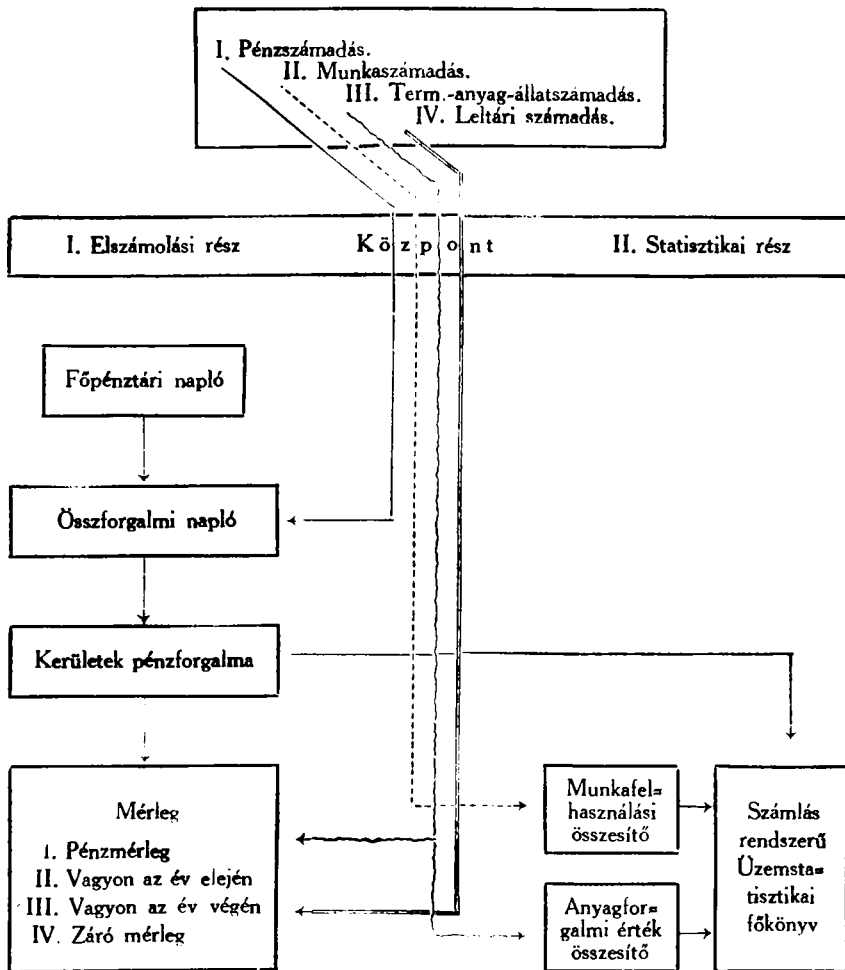 I. Pénzszámadás.
II. Munkaszámadás.
III. Term.-anyag-állatszámadás.
IV. Leltári számadás.
I. Elszámolási rész Központ II. Statisztikai rész
Főpénztári napló
Összforgalmi napló
Kerületek pénzforgalma
Mérleg
I. Pénzmérleg
II. Vagyon az év elején
III. Vagyon az év végén
IV. Záró mérleg
Munkafel=
használási
összesítő
Anyagfor=
galmi érték
összesítő
Számlás
rendszerű
Üzemsta=
tisztikai
főkönyv